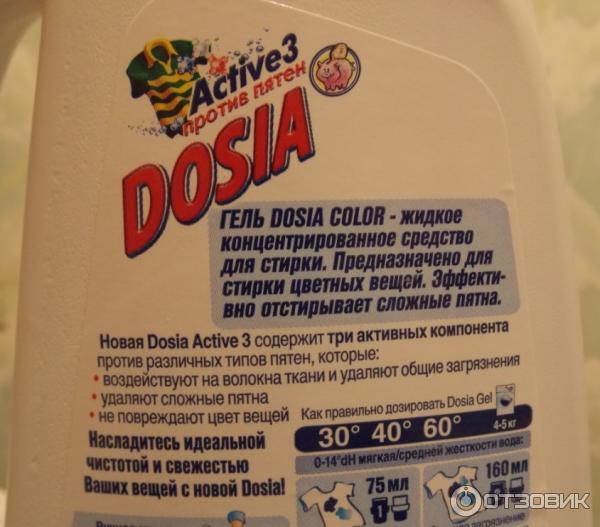 Active3
против пятен
DOSIA
ГЕЛЬ DOSIA COLOR - жидкое
концентрированное средство
для стирки. Предназначено для
стирки цветных вещей. Эффекти-
вно отстирывает сложные пятна.
Новая Dosia Active 3 содержит три активных компонента
против различных типов пятен, которые:
• воздействуют на волокна ткани и удаляют общие загрязнения
• удаляют сложные пятна
• не повреждают цвет вещей
Насладитесь идеальной
чистотой и свежестью
Ваших вещей с новой Dosia!
Как правильно дозировать Dosia Gel
30° 40° 60° 4-5 кг
0-14°dH мягкая/средней жесткости вода:
75 мл
160 мл
загрязнение
ОТЗОВИК